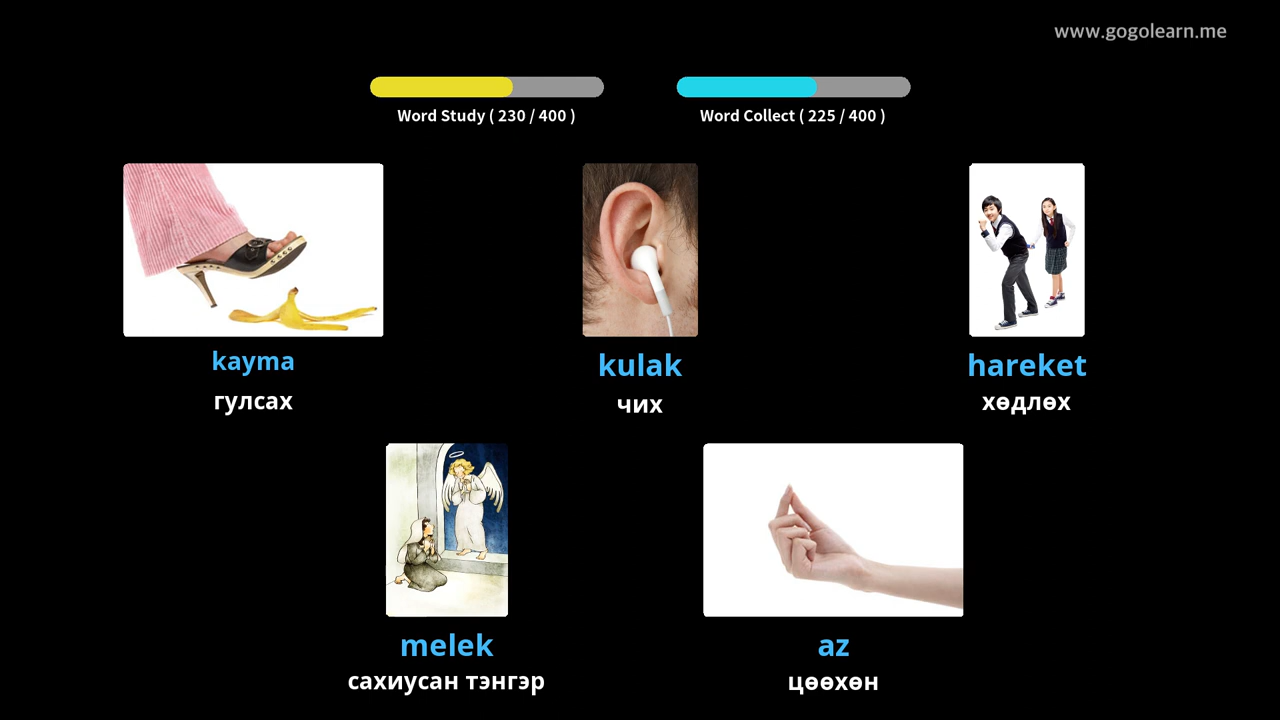 www.gogolearn.me
Word Study ( 230 / 400 )
Word Collect ( 225 / 400 )
kayma
гулсах
kulak
чих
hareket
хөдлөх
melek
сахиусан тэнгэр
az
цөөхөн